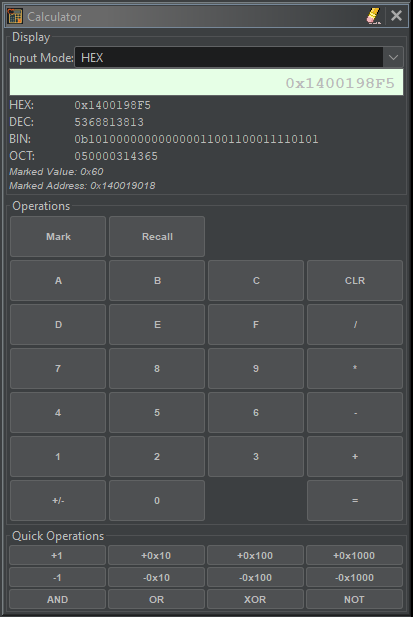 Calculator
Display
Input Mode: HEX
0x1400198F5
HEX: 0x1400198F5
DEC: 5368813813
BIN: 0b101000000000000011001100011110101
OCT: 050000314365
Marked Value: 0x60
Marked Address: 0x140019018
Operations
Mark Recall
A B C CLR
D E F /
7 8 9 *
4 5 6 -
1 2 3 +
+/- 0 =
Quick Operations
+1 +0x10 +0x100 +0x1000
-1 -0x10 -0x100 -0x1000
AND OR XOR NOT